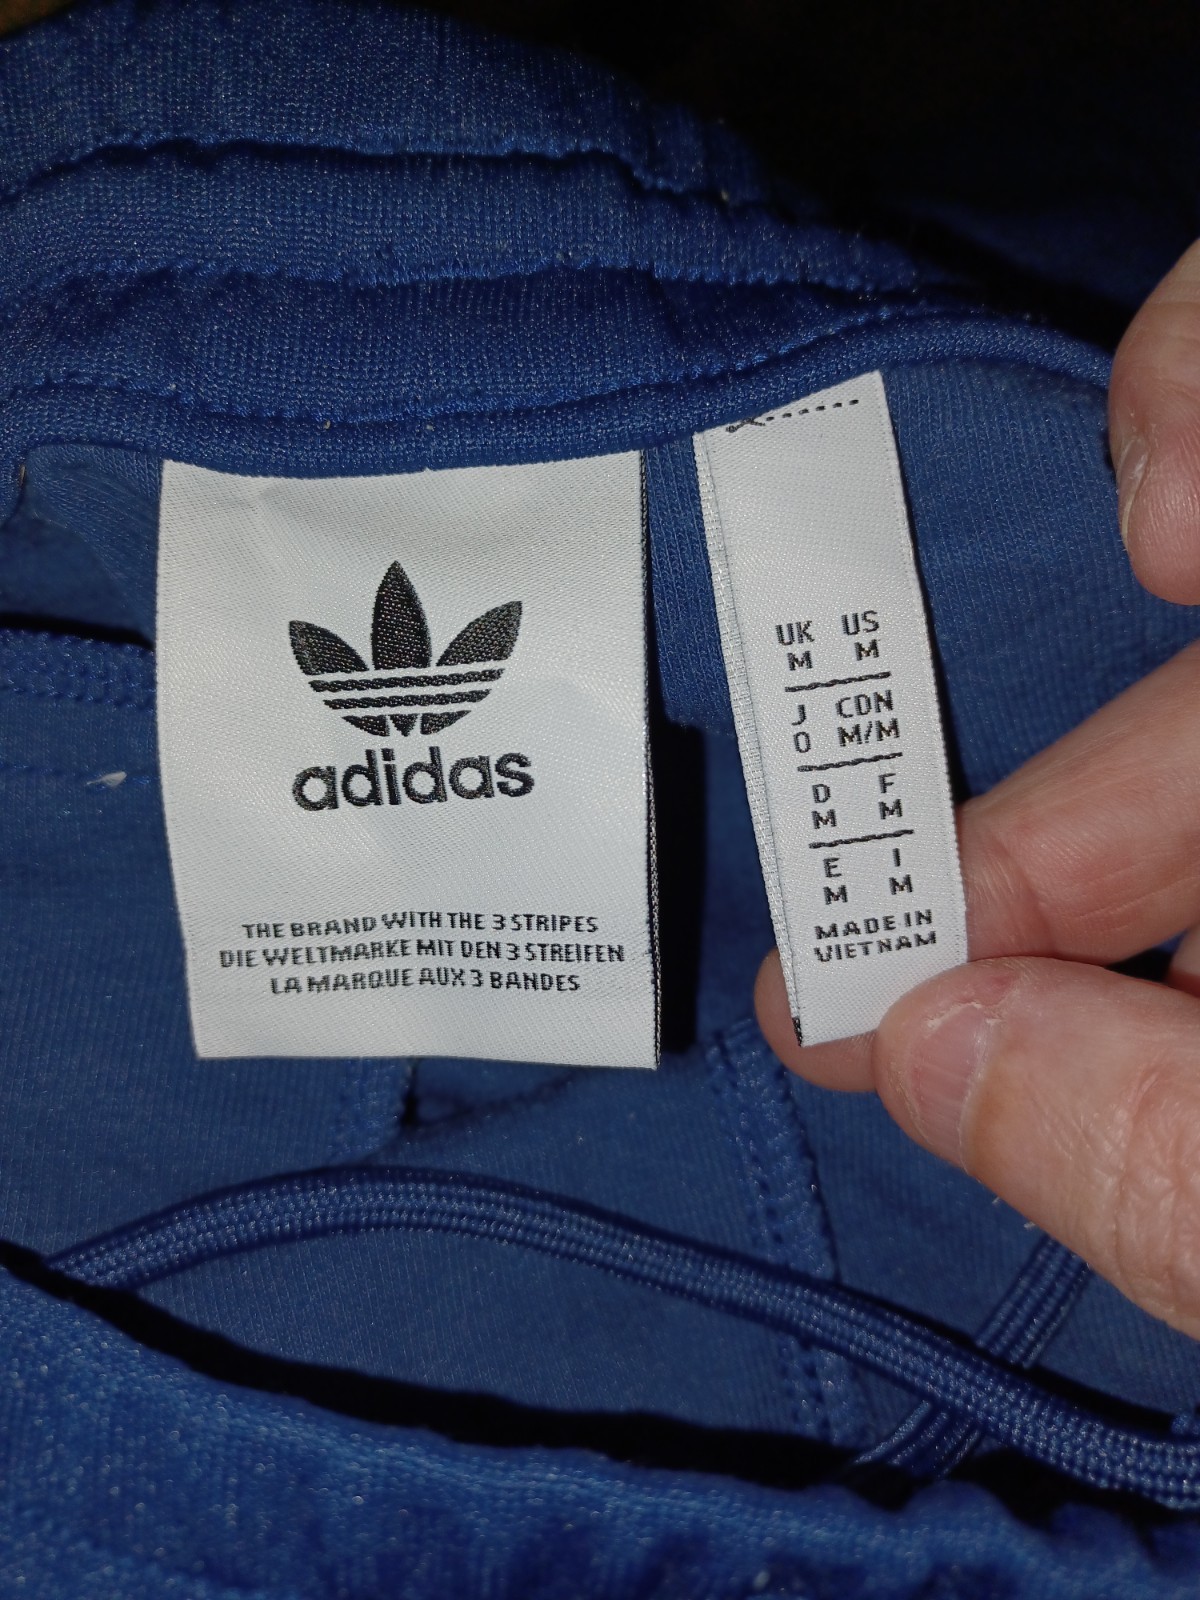 adidas
THE BRAND WITH THE 3 STRIPES
DIE WELTMARKE MIT DEN 3 STREIFEN
LA MARQUE AUX 3 BANDES
UK US
M M
J CDN
O M/M
D F
M M
E I
M M
MADE IN
VIETNAM